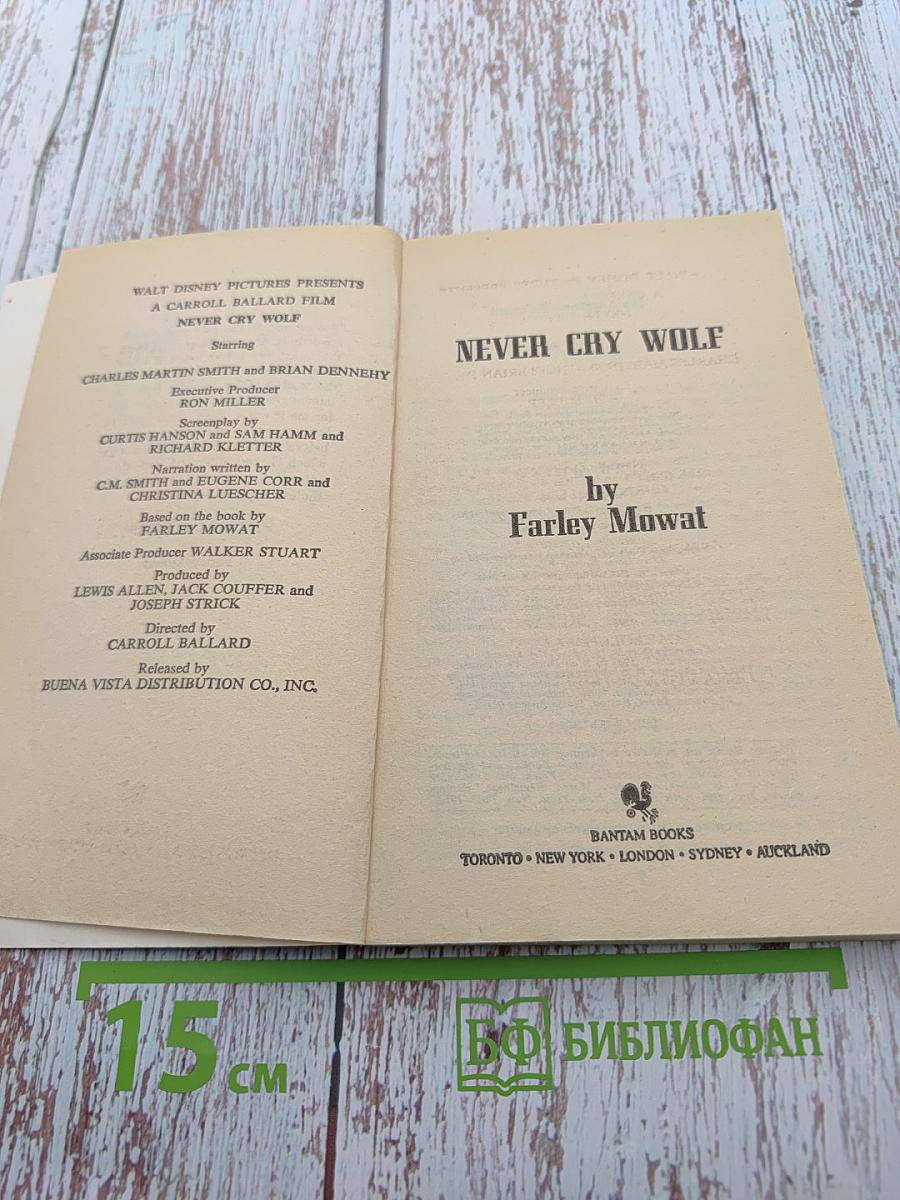 WALT DISNEY PICTURES PRESENTS
A CARROLL BALLARD FILM
NEVER CRY WOLF
Starring
CHARLES MARTIN SMITH and BRIAN DENNEHY
Executive Producer
RON MILLER
Screenplay by
CURTIS HANSON and SAM HAMM and
RICHARD KLETTER
Narration written by
C.M. SMITH and EUGENE CORR and
CHRISTINA LUESCHER
Based on the book by
FARLEY MOWAT
Associate Producer WALKER STUART
Produced by
LEWIS ALLEN, JACK COUFFER and
JOSEPH STRICK
Directed by
CARROLL BALLARD
Released by
BUENA VISTA DISTRIBUTION CO., INC.
NEVER CRY WOLF
by
Farley Mowat
BANTAM BOOKS
TORONTO • NEW YORK • LONDON • SYDNEY • AUCKLAND
15 см
БФ БИБЛИОФАН